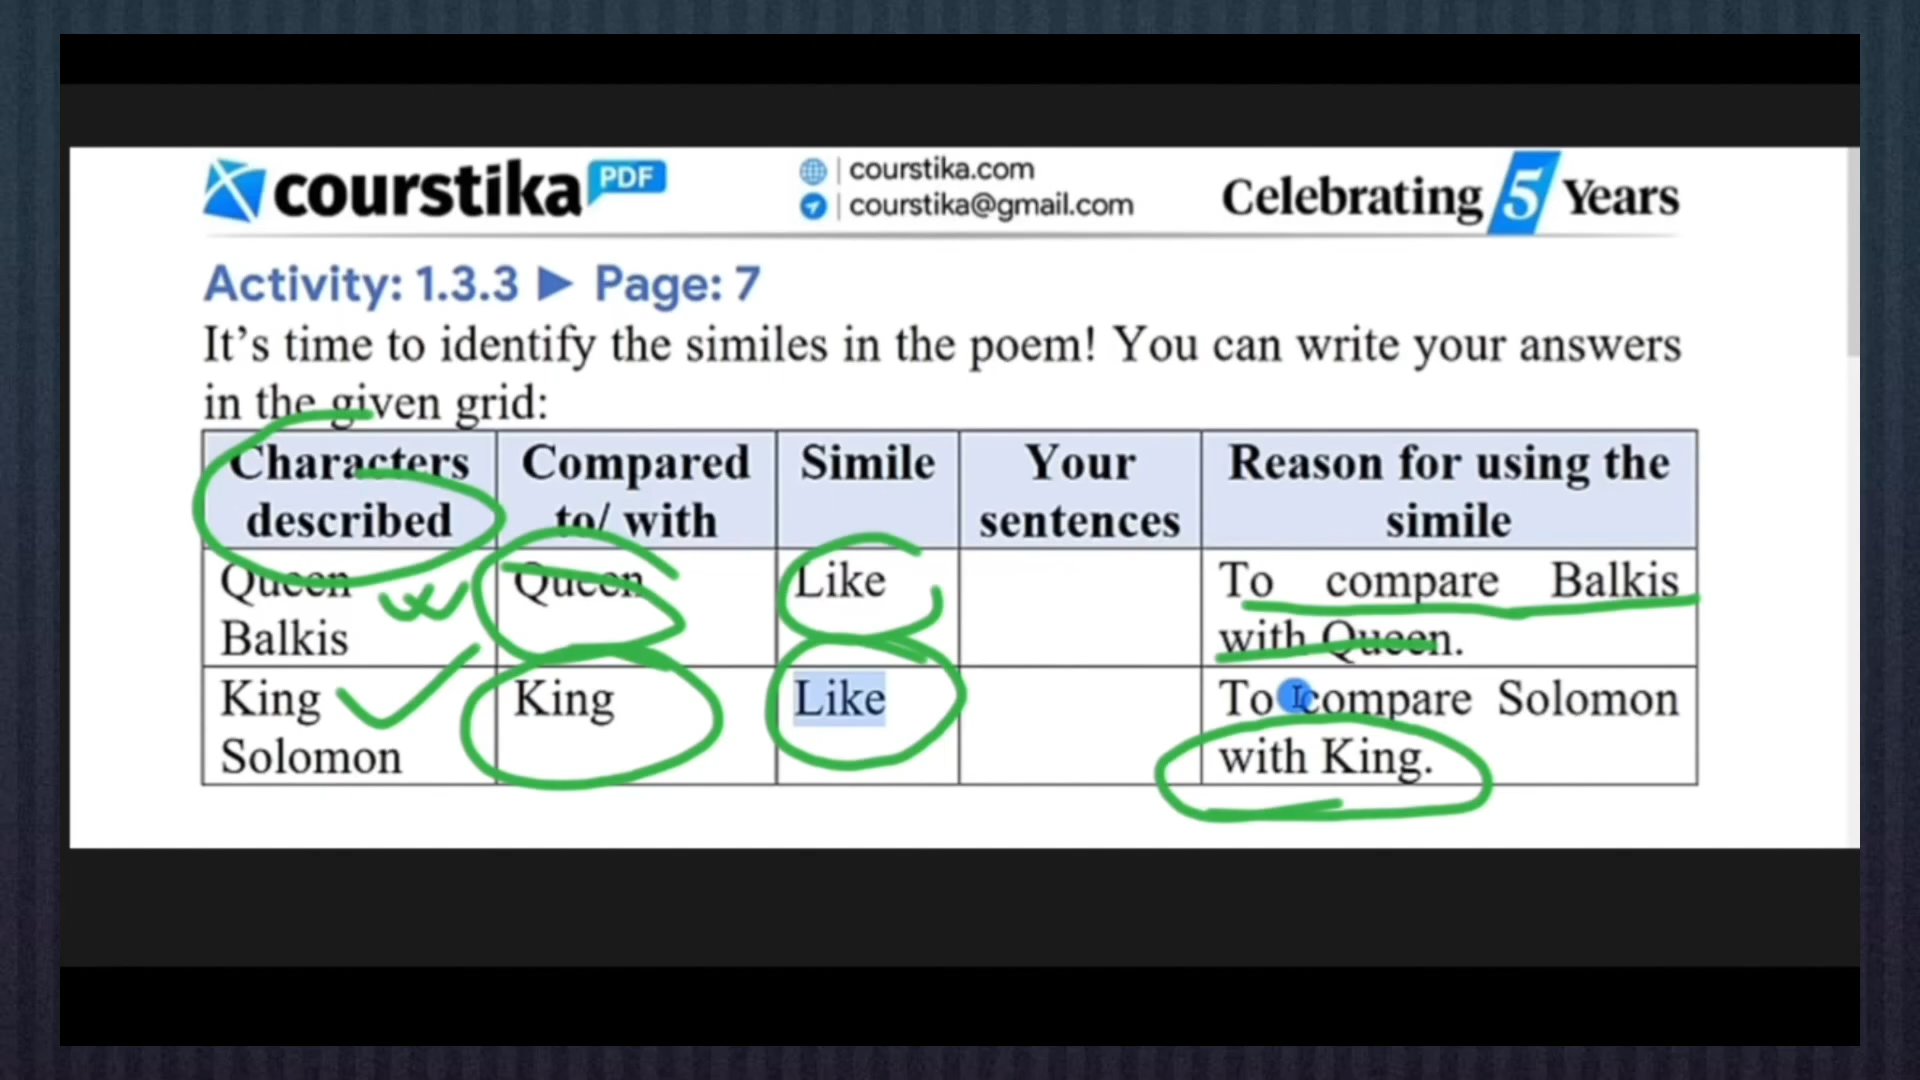 courstika PDF
courstika.com
courstika@gmail.com
Celebrating 5 Years
Activity: 1.3.3 ► Page: 7
It's time to identify the similes in the poem! You can write your answers
in the given grid:
Characters described
Compared to/ with
Simile
Your sentences
Reason for using the simile
Queen Balkis
Queen
Like
To compare Balkis
with Queen.
King Solomon
King
Like
To compare Solomon
with King.